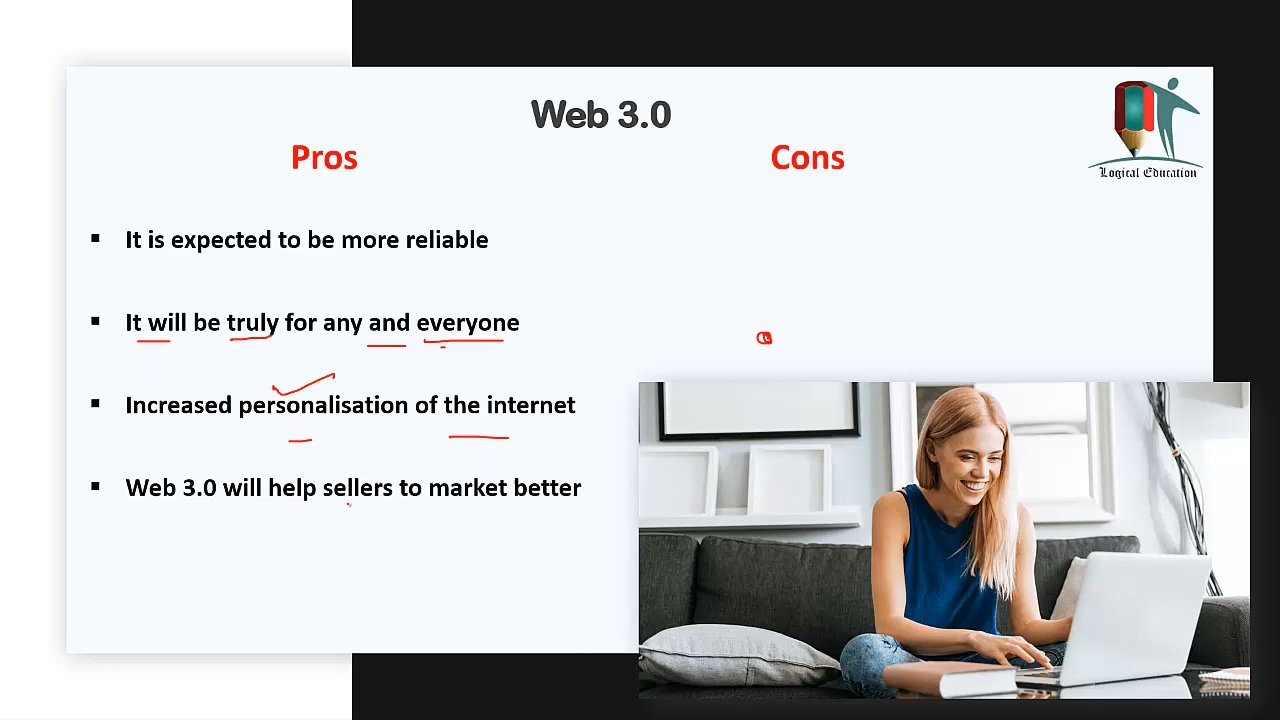 Web 3.0
Pros
Cons
Logical Education
It is expected to be more reliable
It will be truly for any and everyone
Increased personalisation of the internet
Web 3.0 will help sellers to market better